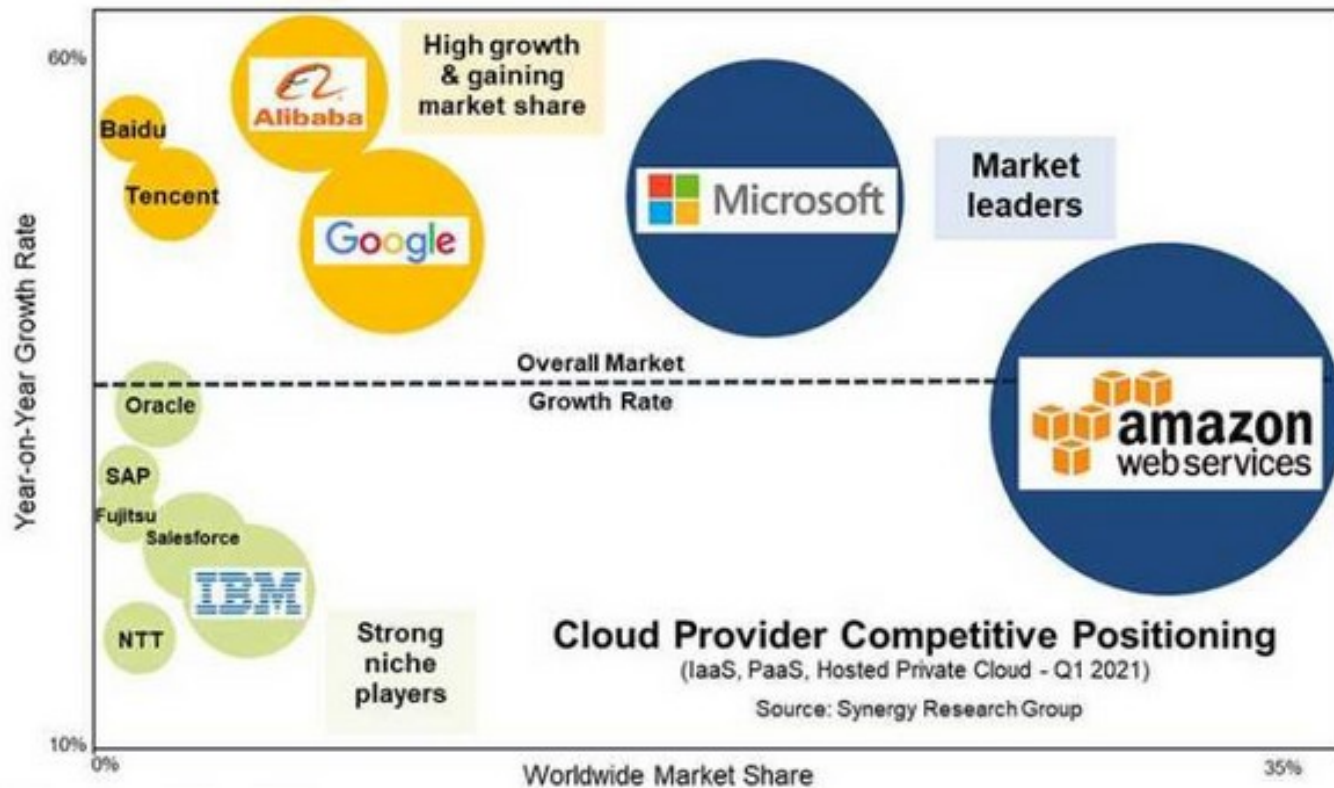 60%
Year-on-Year Growth Rate
10%
0%
Worldwide Market Share
35%
Baidu
Tencent
Alibaba
Google
High growth
& gaining
market share
Microsoft
Market
leaders
Overall Market
Growth Rate
amazon
web services
Oracle
SAP
Fujitsu
Salesforce
IBM
NTT
Strong
niche
players
Cloud Provider Competitive Positioning
(IaaS, PaaS, Hosted Private Cloud - Q1 2021)
Source: Synergy Research Group